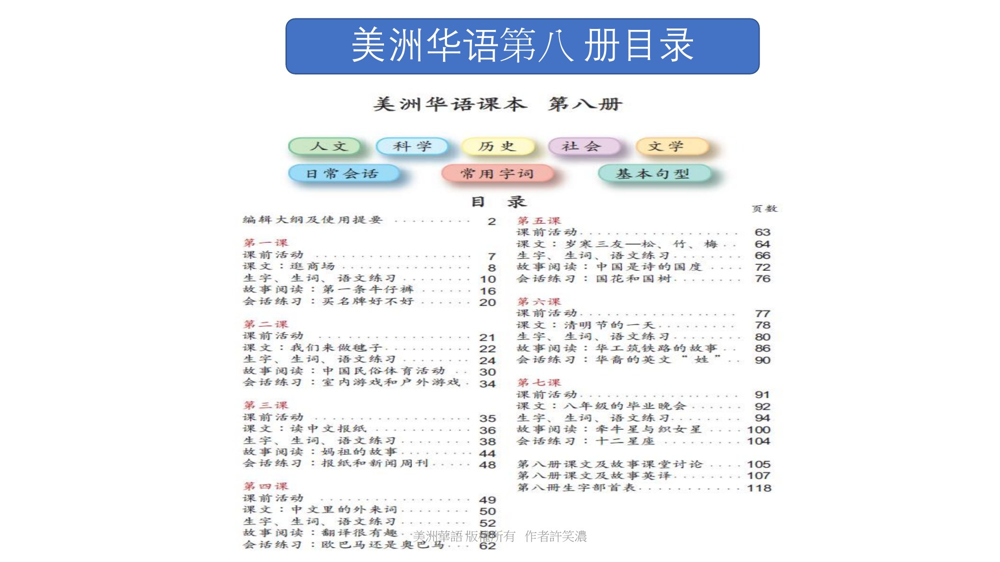 美洲华语第八 册目录
美洲华语课本 第八册
人文 科学 历史 社会 文学
日常会话 常用字词 基本句型
目 录
页数
编辑大纲及使用提要 ......... 2
第一课
课前活动 .................. 7
课文：逛商场 ............... 8
生字、生词、语文练习 ........ 10
故事阅读：第一条牛仔裤 ...... 16
会话练习：买名牌好不好 ...... 20
第二课
课前活动 .................. 21
课文：我们来做毽子.......... 22
生字、生词、语文练习 ........ 24
故事阅读：中国民俗体育活动 .. 30
会话练习：室内游戏和户外游戏 . 34
第三课
课前活动 .................. 35
课文：读中文报纸 ........... 36
生字、生词、语文练习 ........ 38
故事阅读：妈祖的故事......... 44
会话练习：报纸和新闻周刊..... 48
第四课
课前活动 .................. 49
课文：中文里的外来词........ 50
生字、生词、语文练习 ........ 52
故事阅读：翻译很有趣.. 58
会话练习：欧巴马还是奥巴马... 62
第五课
课前活动.................. 63
课文：岁寒三友—松、竹、梅.. 64
生字、生词、语文练习........ 66
故事阅读：中国是诗的国度 .... 72
会话练习：国花和国树........ 76
第六课
课前活动.................. 77
课文：清明节的一天......... 78
生字、生词、语文练习........ 80
故事阅读：华工筑铁路的故事.. 86
会话练习：华裔的英文“姓”.. 90
第七课
课前活动.................. 91
课文：八年级的毕业晚会...... 92
生字、生词、语文练习........ 94
故事阅读：牵牛星与织女星 .... 100
会话练习：十二星座 ......... 104
第八册课文及故事课堂讨论 .... 105
第八册课文及故事英译........ 107
第八冊生字部首表........... 118
美洲華語 版權所有 作者許笑濃